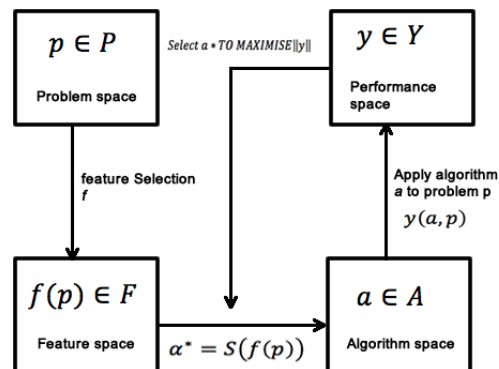 p ∈ P
Problem space
Select a * TO MAXIMISE‖y‖
y ∈ Y
Performance
space
feature Selection
f
Apply algorithm
a to problem p
y(a, p)
f(p) ∈ F
Feature space
α* = S(f(p))
a ∈ A
Algorithm space